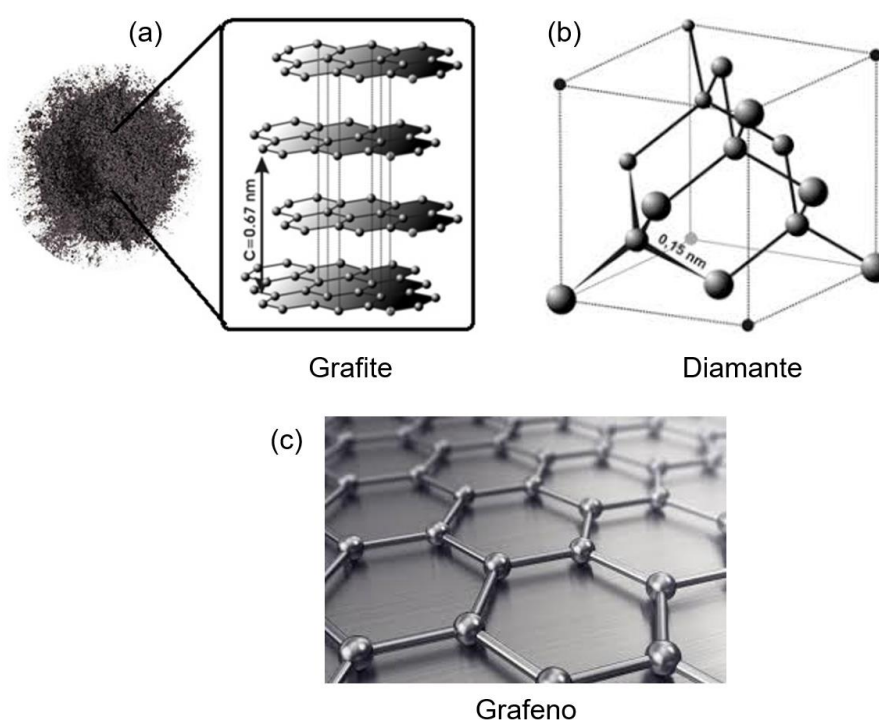 (a)
C=0.67 nm
Grafite
(b)
0,15 nm
Diamante
(c)
Grafeno